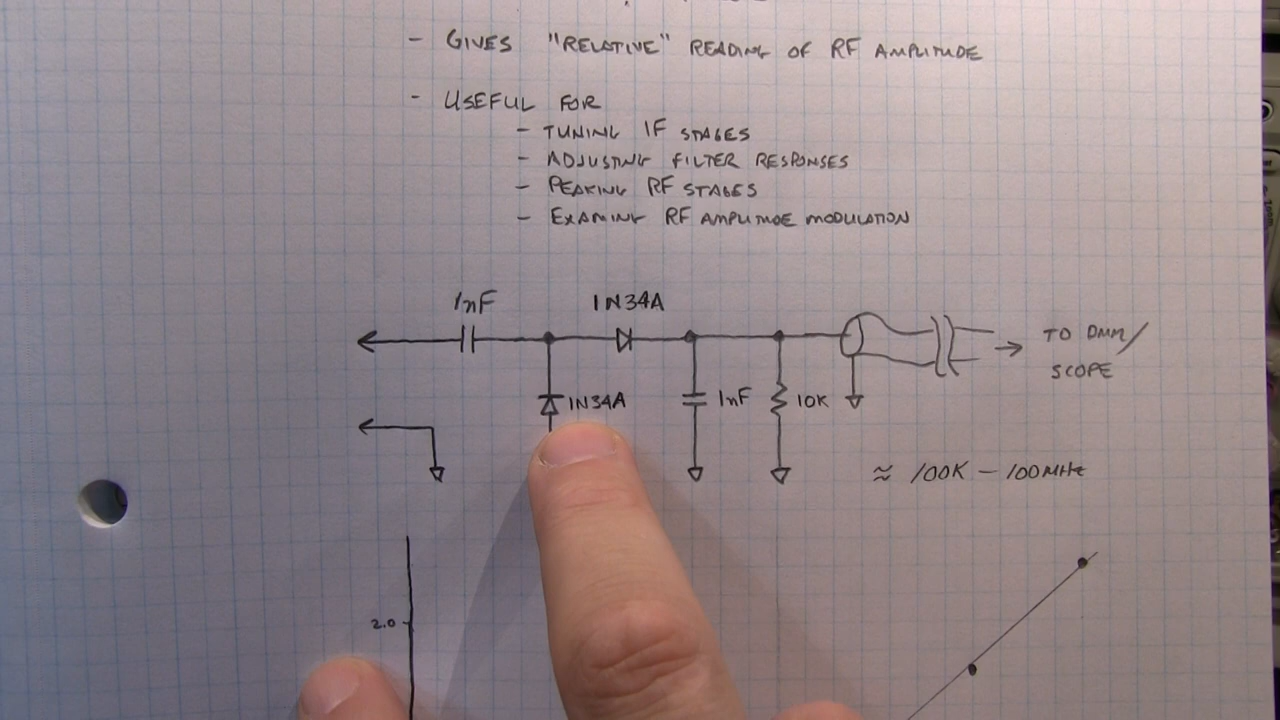 - GIVES "RELATIVE" READING OF RF AMPLITUDE
- USEFUL FOR
- TUNING IF STAGES
- ADJUSTING FILTER RESPONSES
- PEAKING RF STAGES
- EXAMINE RF AMPLITUDE MODULATION
1nF
1N34A
TO DMM/
SCOPE
1N34A
1nF
10K
≈ 100K - 100MHz
2.0